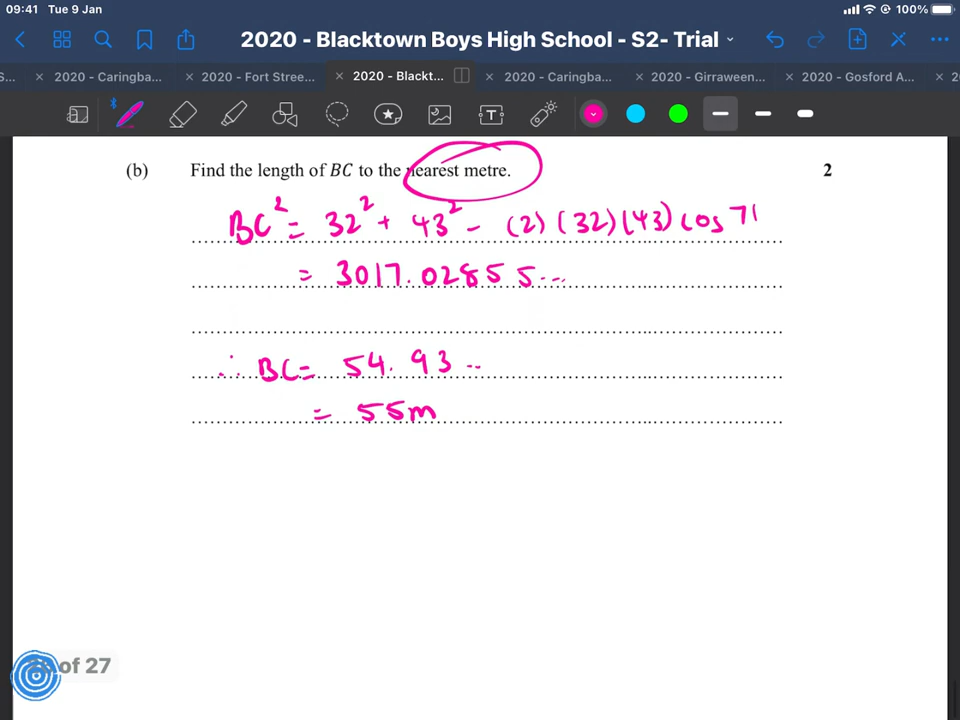 09:41 Tue 9 Jan 100%
2020 - Blacktown Boys High School - S2- Trial
S... 2020 - Caringba... 2020 - Fort Stree... 2020 - Blackt... 2020 - Caringba... 2020 - Girraween... 2020 - Gosford A...
(b) Find the length of BC to the nearest metre. 2
BC² = 32² + 43² - (2)(32)(43) cos 71
= 3017.02855...
∴ BC = 54.93..
= 55m
of 27